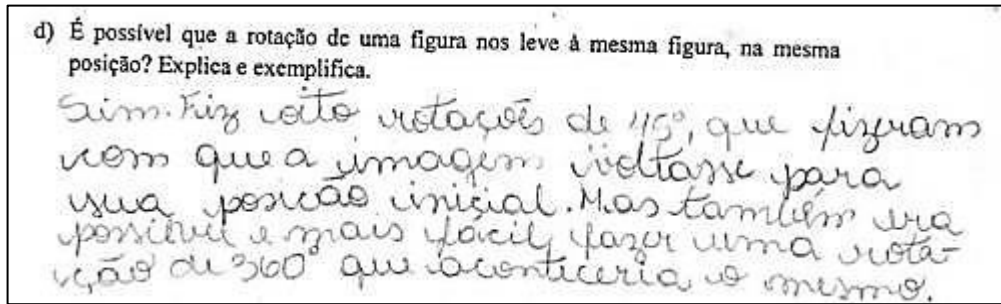 d) É possível que a rotação de uma figura nos leve à mesma figura, na mesma
posição? Explica e exemplifica.
Sim. Fiz oito rotações de 45°, que fizeram
com que a imagem voltasse para
sua posição inicial. Mas também era
possível e mais fácil, fazer uma rota-
ção de 360° que aconteceria o mesmo.